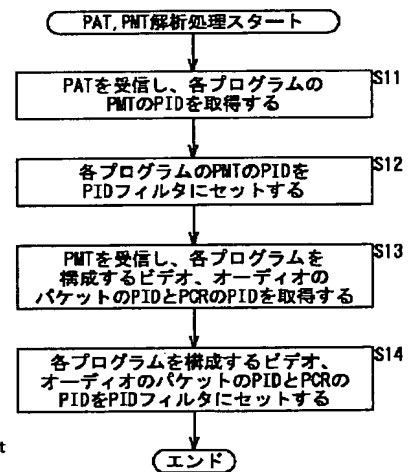 PAT,PMT解析処理スタート
S11
PATを受信し、各プログラムの
PMTのPIDを取得する
S12
各プログラムのPMTのPIDを
PIDフィルタにセットする
S13
PMTを受信し、各プログラムを
構成するビデオ、オーディオの
パケットのPIDとPCRのPIDを取得する
S14
各プログラムを構成するビデオ、
オーディオのパケットのPIDとPCRの
PIDをPIDフィルタにセットする
t
エンド